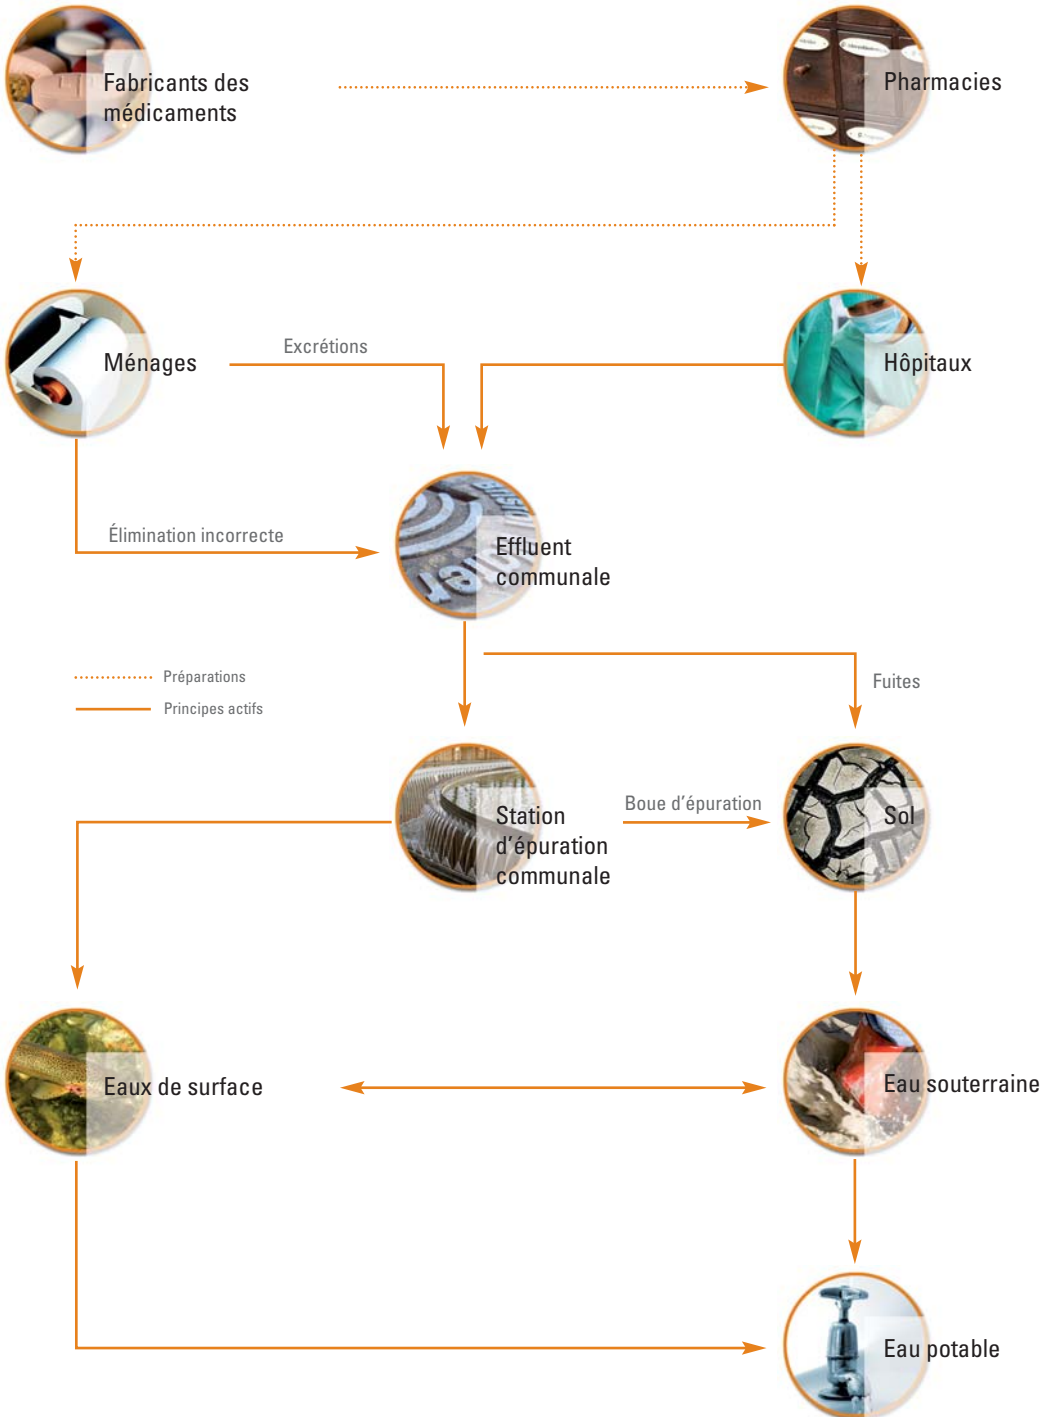 Fabricants des
médicaments
Pharmacies
Ménages
Excrétions
Hôpitaux
Élimination incorrecte
Effluent
communale
Préparations
Principes actifs
Fuites
Station
d'épuration
communale
Boue d'épuration
Sol
Eaux de surface
Eau souterraine
Eau potable